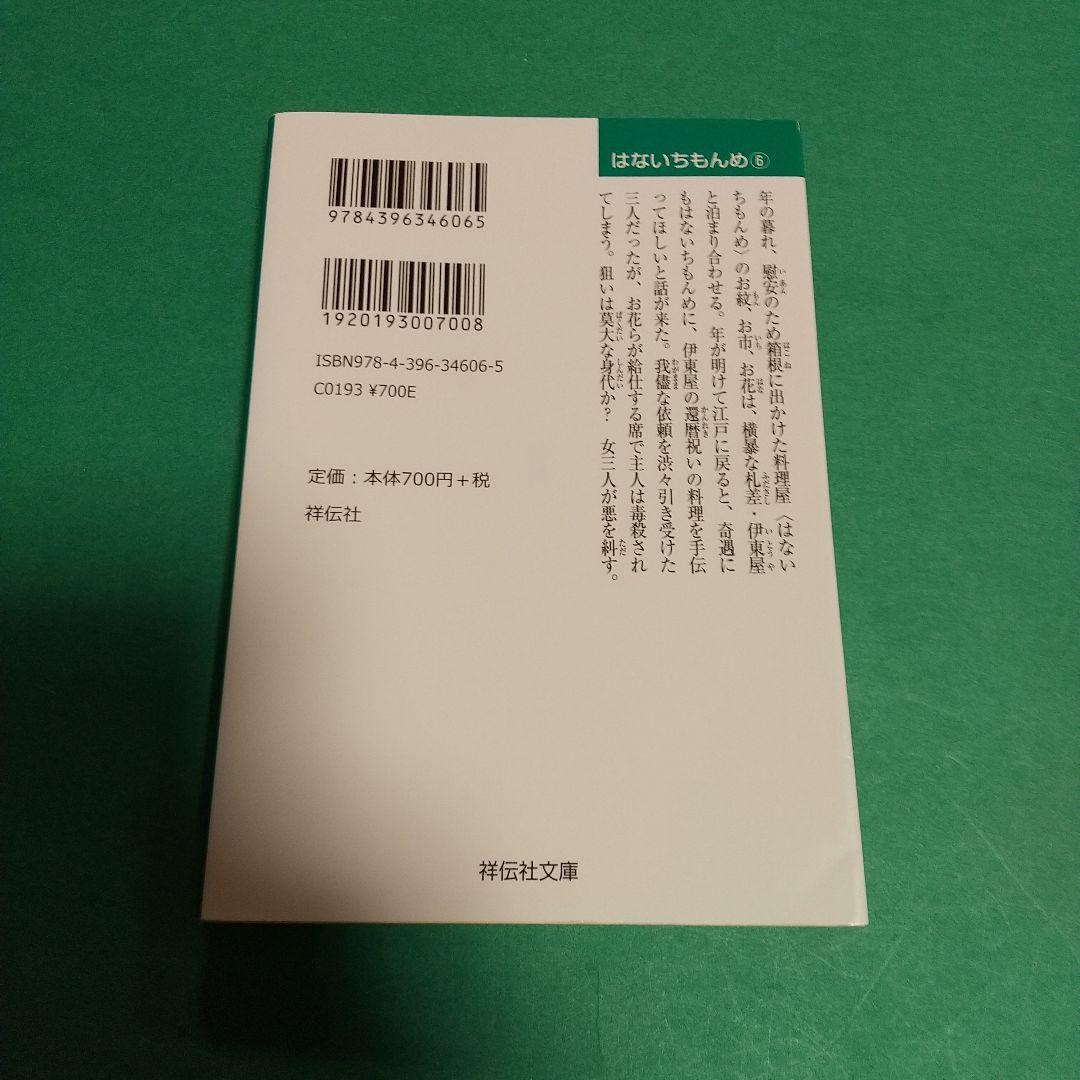 はないちもんめ⑥
年の暮れ、慰安のため箱根に出かけた料理屋〈はない
ちもんめ〉のお紋、お市、お花は、横暴な札差・伊東屋
と泊まり合わせる。年が明けて江戸に戻ると、奇遇に
もはないちもんめに、伊東屋の還暦祝いの料理を手伝
ってほしいと話が来た。我儘な依頼を渋々引き受けた
三人だったが、お花らが給仕する席で主人は毒殺され
てしまう。狙いは莫大な身代か？　女三人が悪を糾す。
9784396346065
1920193007008
ISBN978-4-396-34606-5
C0193 ¥700E
定価：本体700円＋税
祥伝社
祥伝社文庫